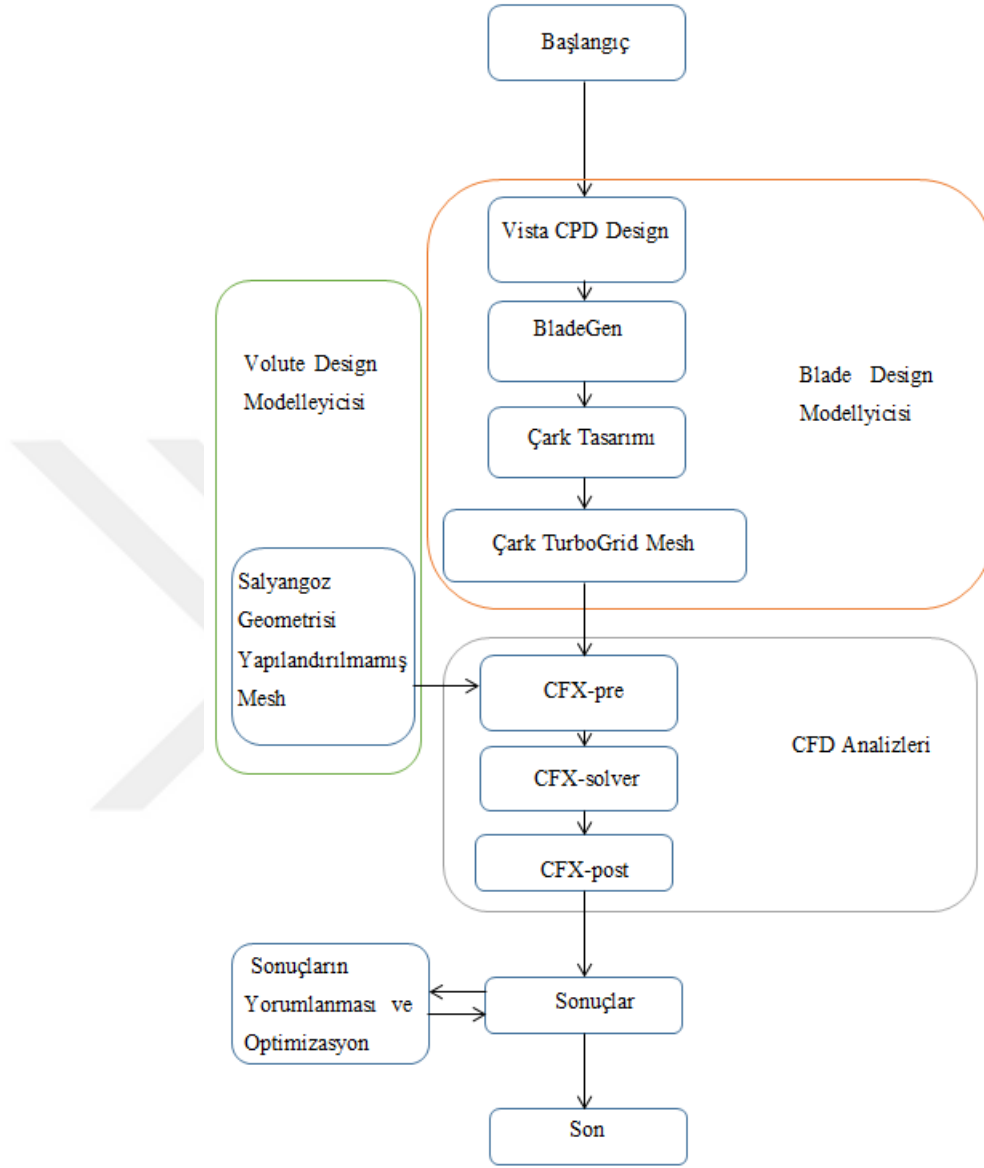 Başlangıç
Vista CPD Design
BladeGen
Volute Design
Modelleyicisi
Blade Design
Modellyicisi
Çark Tasarımı
Çark TurboGrid Mesh
Salyangoz
Geometrisi
Yapılandırılmamış
Mesh
CFX-pre
CFD Analizleri
CFX-solver
CFX-post
Sonuçların
Yorumlanması ve
Optimizasyon
Sonuçlar
Son